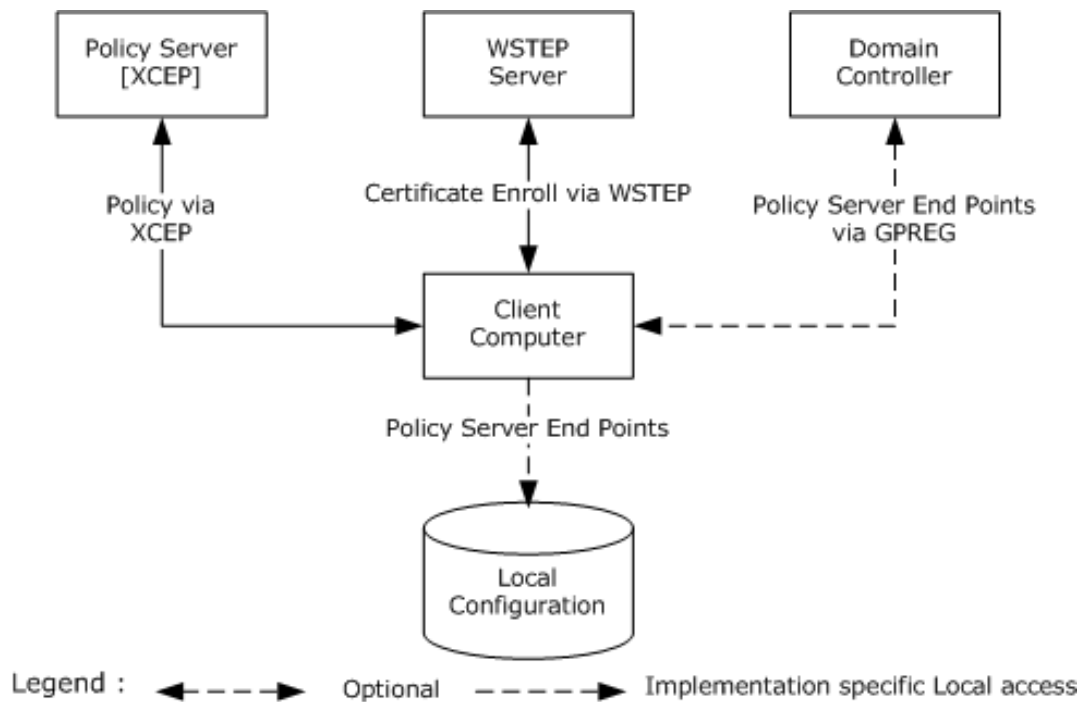 Policy Server
[XCEP]
WSTEP
Server
Domain
Controller
Policy via
XCEP
Certificate Enroll via WSTEP
Policy Server End Points
via GPREG
Client
Computer
Policy Server End Points
Local
Configuration
Legend :
Optional
Implementation specific Local access